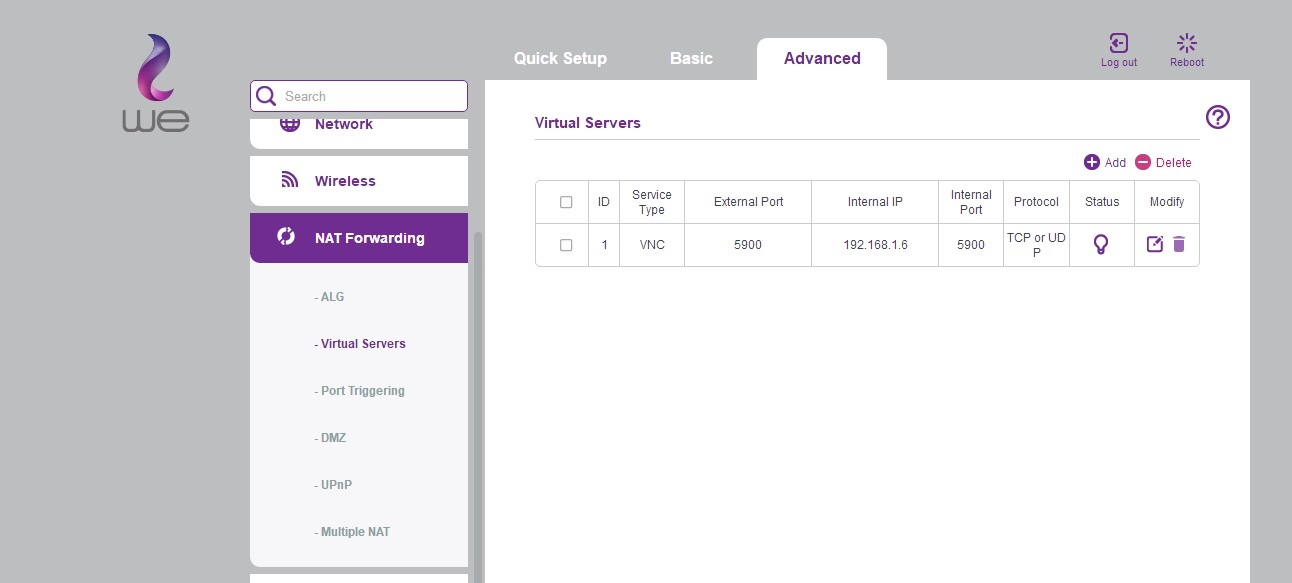 we
Quick Setup
Basic
Advanced
Log out
Reboot
Search
Network
Wireless
NAT Forwarding
- ALG
- Virtual Servers
- Port Triggering
- DMZ
- UPnP
- Multiple NAT
Virtual Servers
?
Add
Delete
ID
Service
Type
External Port
Internal IP
Internal
Port
Protocol
Status
Modify
1
VNC
5900
192.168.1.6
5900
TCP or UD
P